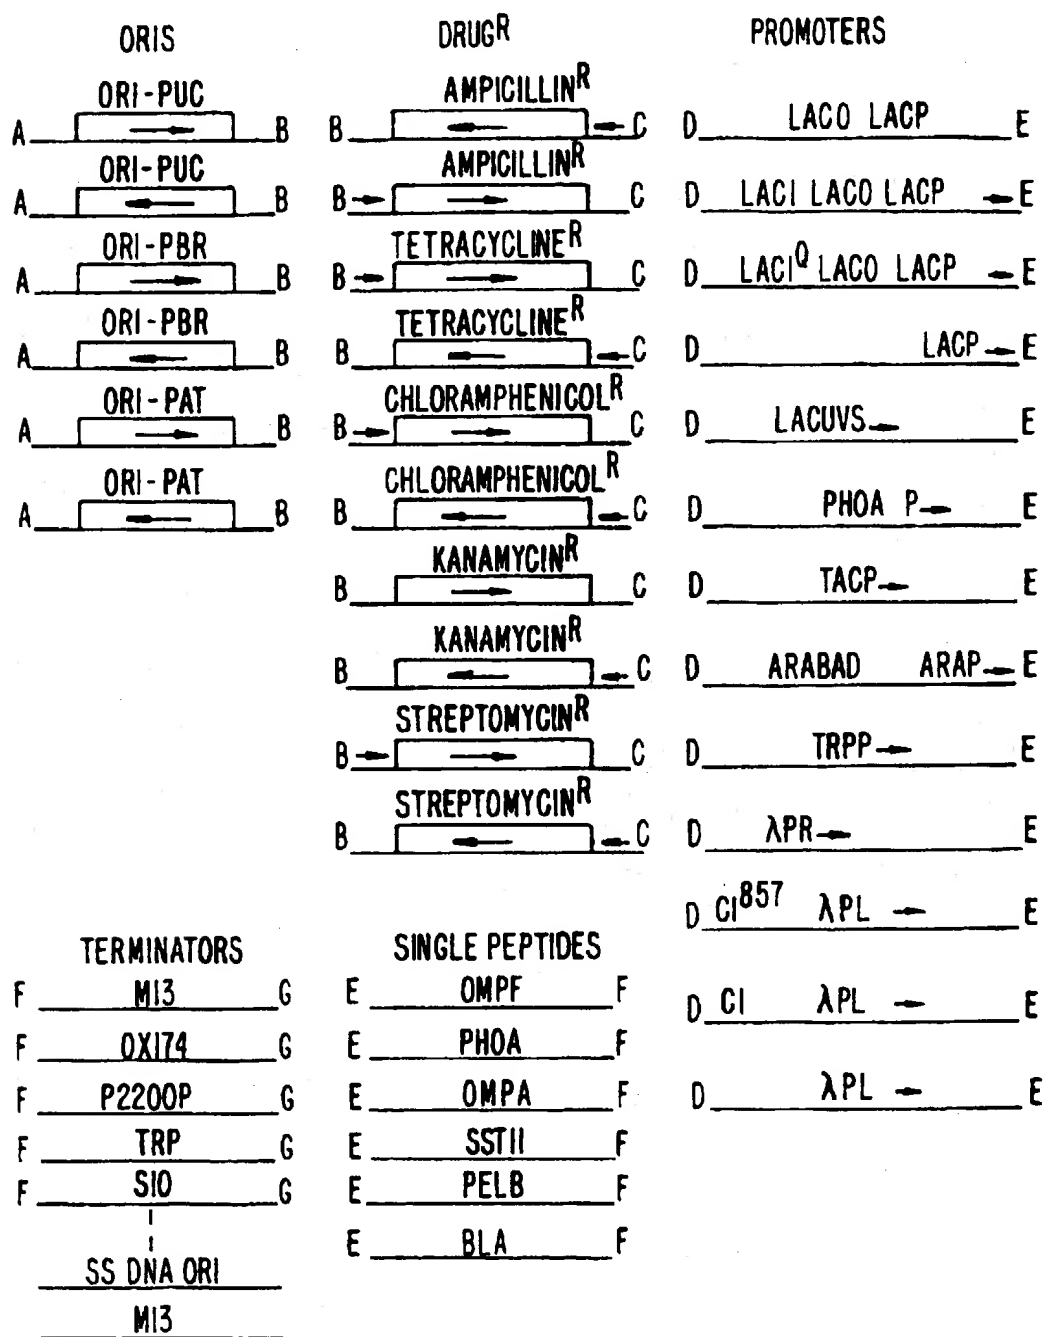 ORIS
ORI-PUC
A B
ORI-PUC
A B
ORI-PBR
A B
ORI-PBR
A B
ORI-PAT
A B
ORI-PAT
A B
DRUGR
AMPICILLINR
B C
AMPICILLINR
B C
TETRACYCLINER
B C
TETRACYCLINER
B C
CHLORAMPHENICOLR
B C
CHLORAMPHENICOLR
B C
KANAMYCINR
B C
KANAMYCINR
B C
STREPTOMYCINR
B C
STREPTOMYCINR
B C
PROMOTERS
D LACO LACP E
D LACI LACO LACP E
D LACIQ LACO LACP E
D LACP E
D LACUVS E
D PHOA P E
D TACP E
D ARABAD ARAP E
D TRPP E
D λPR E
D CI857 λPL E
D CI λPL E
D λPL E
TERMINATORS
F M13 G
F OX174 G
F P2200P G
F TRP G
F S10 G
SS DNA ORI
M13
SINGLE PEPTIDES
E OMPF F
E PHOA F
E OMPA F
E SSTII F
E PELB F
E BLA F